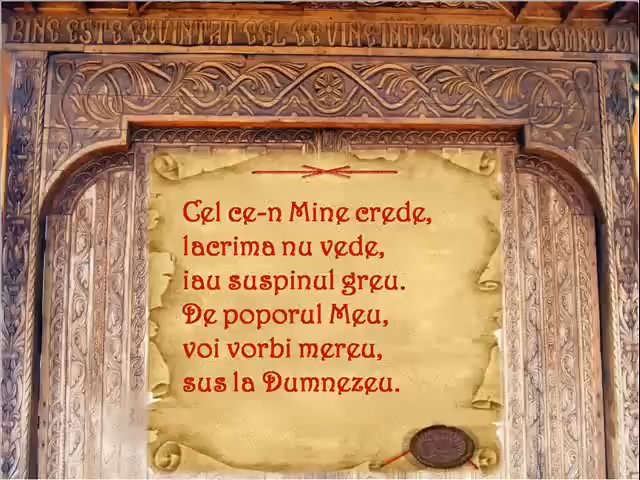 BINE ESTE CUVINTAT CEL CE VINE INTRU NUMELE DOMNULUI
Cel ce-n Mine crede,
lacrima nu vede,
iau suspinul greu.
De poporul Meu,
voi vorbi mereu,
sus la Dumnezeu.